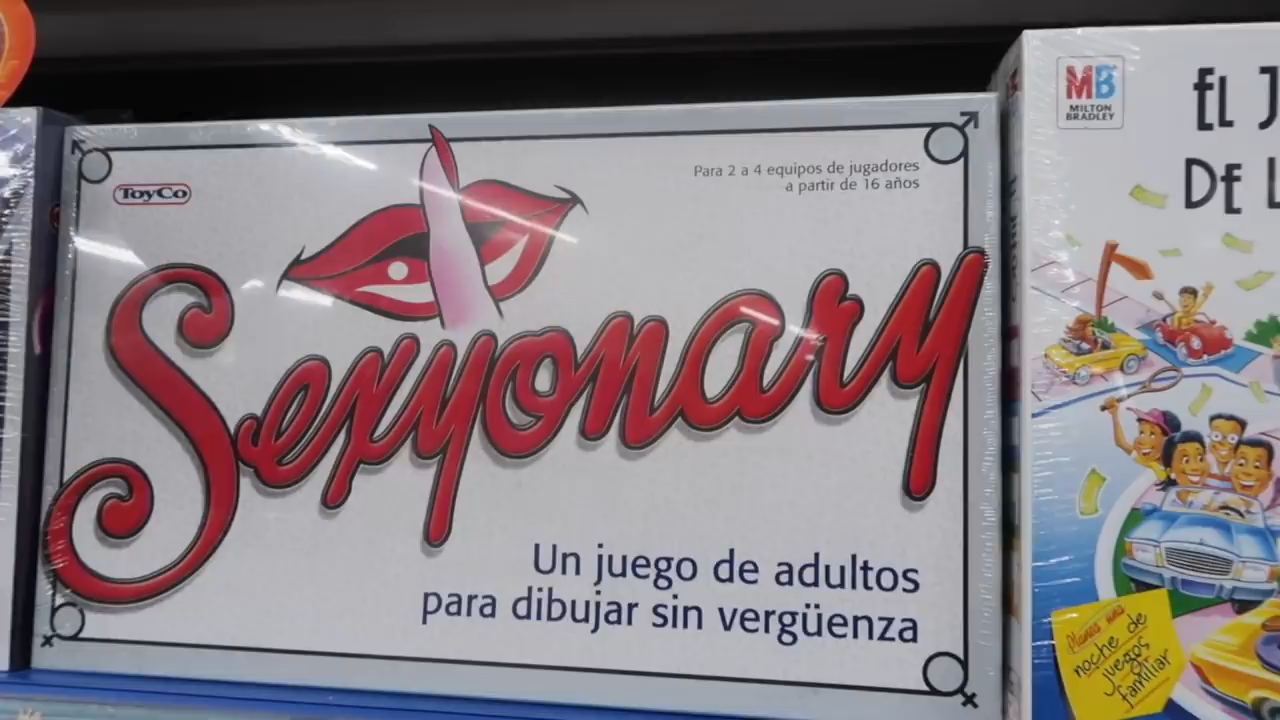 ToyCo
Para 2 a 4 equipos de jugadores
a partir de 16 años
Sexyonary
Un juego de adultos
para dibujar sin vergüenza
MB
MILTON
BRADLEY
EL J
DE L
noche de
juegos
familiar